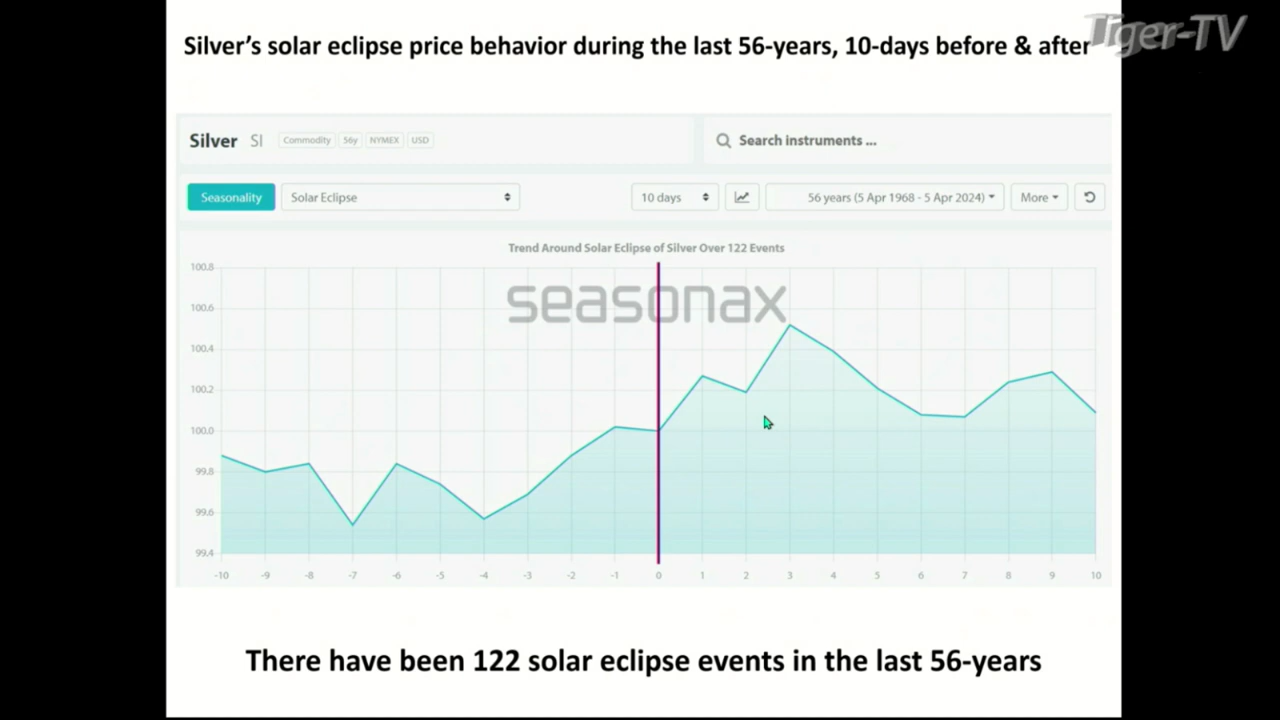 Tiger-TV
Silver's solar eclipse price behavior during the last 56-years, 10-days before & after
Silver SI Commodity 56y NYMEX USD Search instruments ...
Seasonality Solar Eclipse 10 days 56 years (5 Apr 1968 - 5 Apr 2024) More
Trend Around Solar Eclipse of Silver Over 122 Events
seasonax
100.8
100.6
100.4
100.2
100.0
99.8
99.6
99.4
-10 -9 -8 -7 -6 -5 -4 -3 -2 -1 0 1 2 3 4 5 6 7 8 9 10
There have been 122 solar eclipse events in the last 56-years